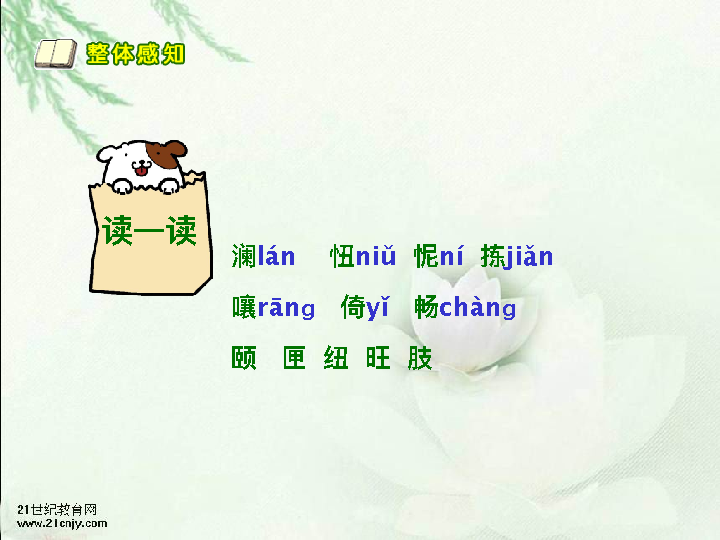 整体感知
读一读
澜lán 忸niǔ 怩ní 拣jiǎn
嚷rāng 倚yǐ 畅chàng
颐 匣 纽 旺 肢
21世纪教育网
www.21cnjy.com